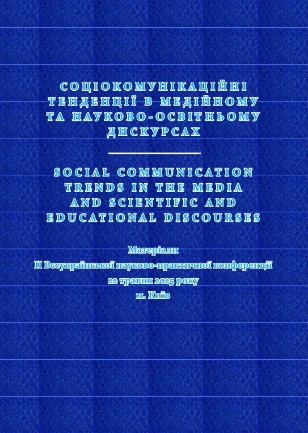 СОЦІОКОМУНІКАЦІЙНІ
ТЕНДЕНЦІЇ В МЕДІЙНОМУ
ТА НАУКОВО-ОСВІТНЬОМУ
ДИСКУРСАХ
SOCIAL COMMUNICATION
TRENDS IN THE MEDIA
AND SCIENTIFIC AND
EDUCATIONAL DISCOURSES
Матеріали
ІІ Всеукраїнської науково-практичної конференції
22 травня 2025 року
м. Київ